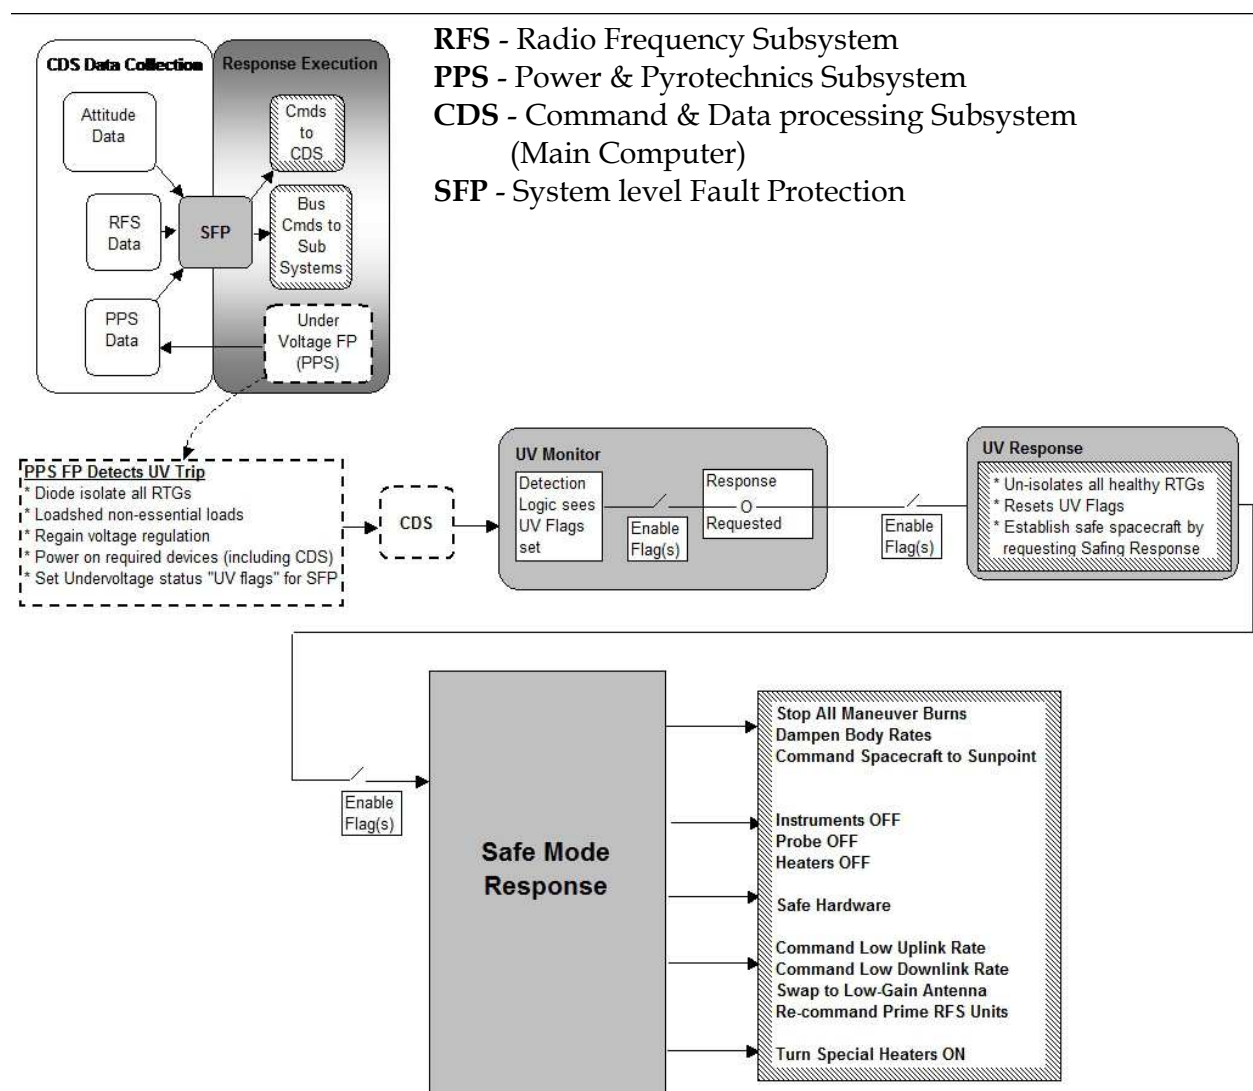 RFS - Radio Frequency Subsystem
PPS - Power & Pyrotechnics Subsystem
CDS - Command & Data processing Subsystem
(Main Computer)
SFP - System level Fault Protection
CDS Data Collection
Response Execution
Attitude
Data
RFS
Data
PPS
Data
SFP
Cmds
to
CDS
Bus
Cmds to
Sub
Systems
Under
Voltage FP
(PPS)
PPS FP Detects UV Trip
* Diode isolate all RTGs
* Loadshed non-essential loads
* Regain voltage regulation
* Power on required devices (including CDS)
* Set Undervoltage status "UV flags" for SFP
CDS
UV Monitor
Detection
Logic sees
UV Flags
set
Enable
Flag(s)
Response
O
Requested
Enable
Flag(s)
UV Response
* Un-isolates all healthy RTGs
* Resets UV Flags
* Establish safe spacecraft by
requesting Safing Response
Enable
Flag(s)
Safe Mode
Response
Stop All Maneuver Burns
Dampen Body Rates
Command Spacecraft to Sunpoint
Instruments OFF
Probe OFF
Heaters OFF
Safe Hardware
Command Low Uplink Rate
Command Low Downlink Rate
Swap to Low-Gain Antenna
Re-command Prime RFS Units
Turn Special Heaters ON